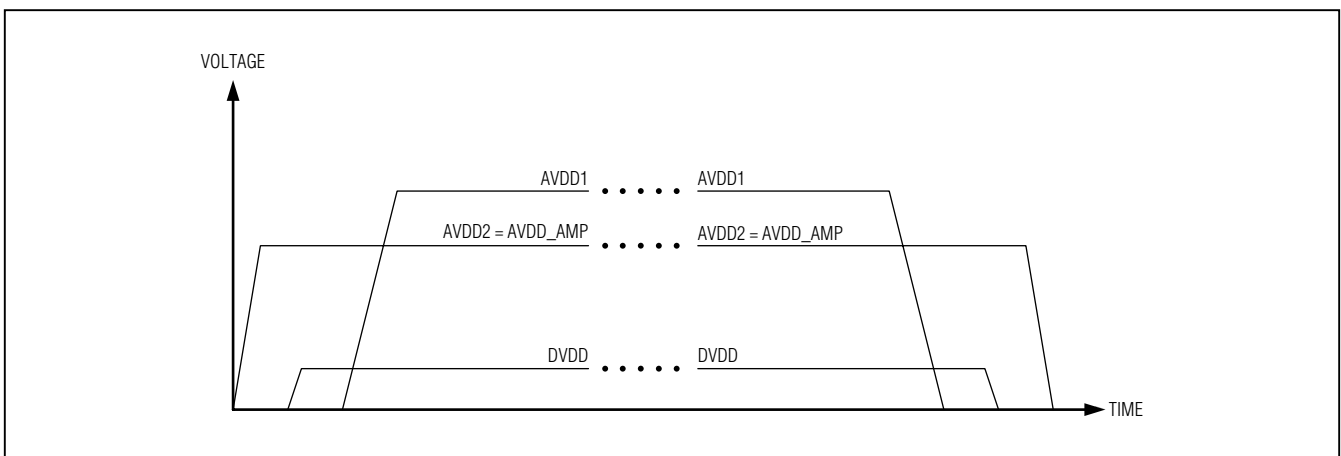 VOLTAGE
AVDD1
AVDD1
AVDD2 = AVDD_AMP
AVDD2 = AVDD_AMP
DVDD
DVDD
TIME